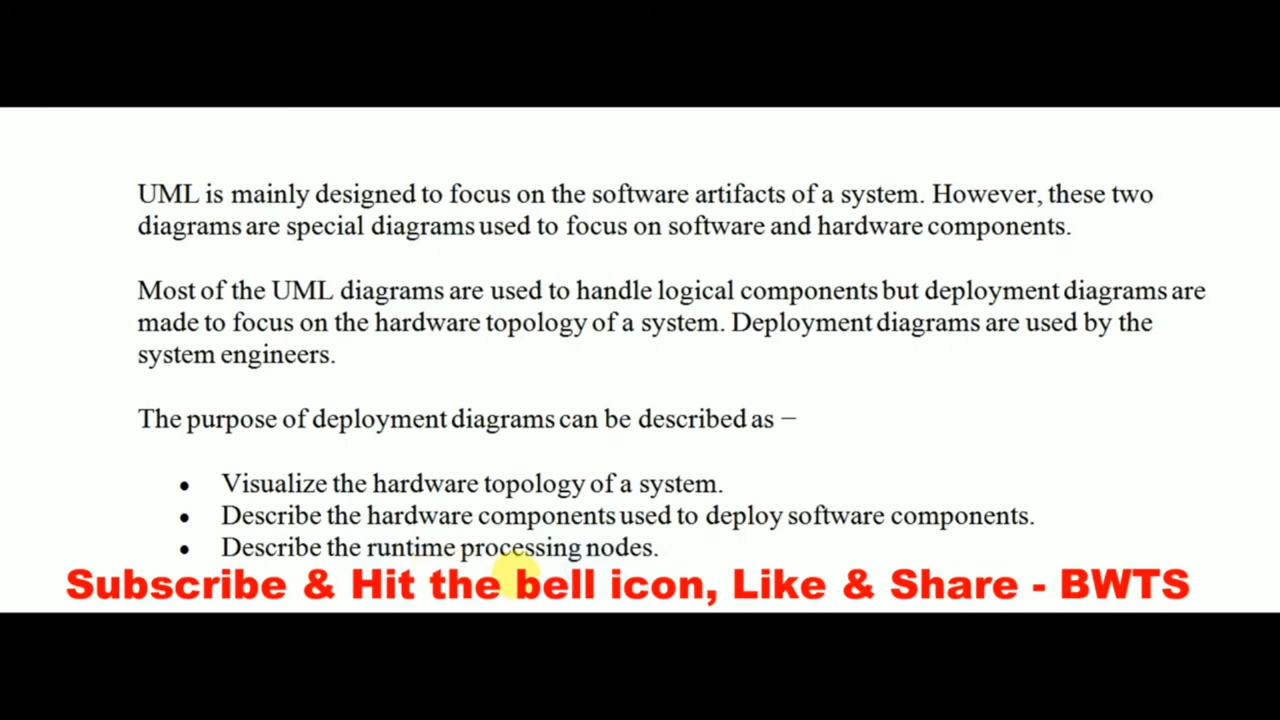 UML is mainly designed to focus on the software artifacts of a system. However, these two
diagrams are special diagrams used to focus on software and hardware components.
Most of the UML diagrams are used to handle logical components but deployment diagrams are
made to focus on the hardware topology of a system. Deployment diagrams are used by the
system engineers.
The purpose of deployment diagrams can be described as −
• Visualize the hardware topology of a system.
• Describe the hardware components used to deploy software components.
• Describe the runtime processing nodes.
Subscribe & Hit the bell icon, Like & Share - BWTS